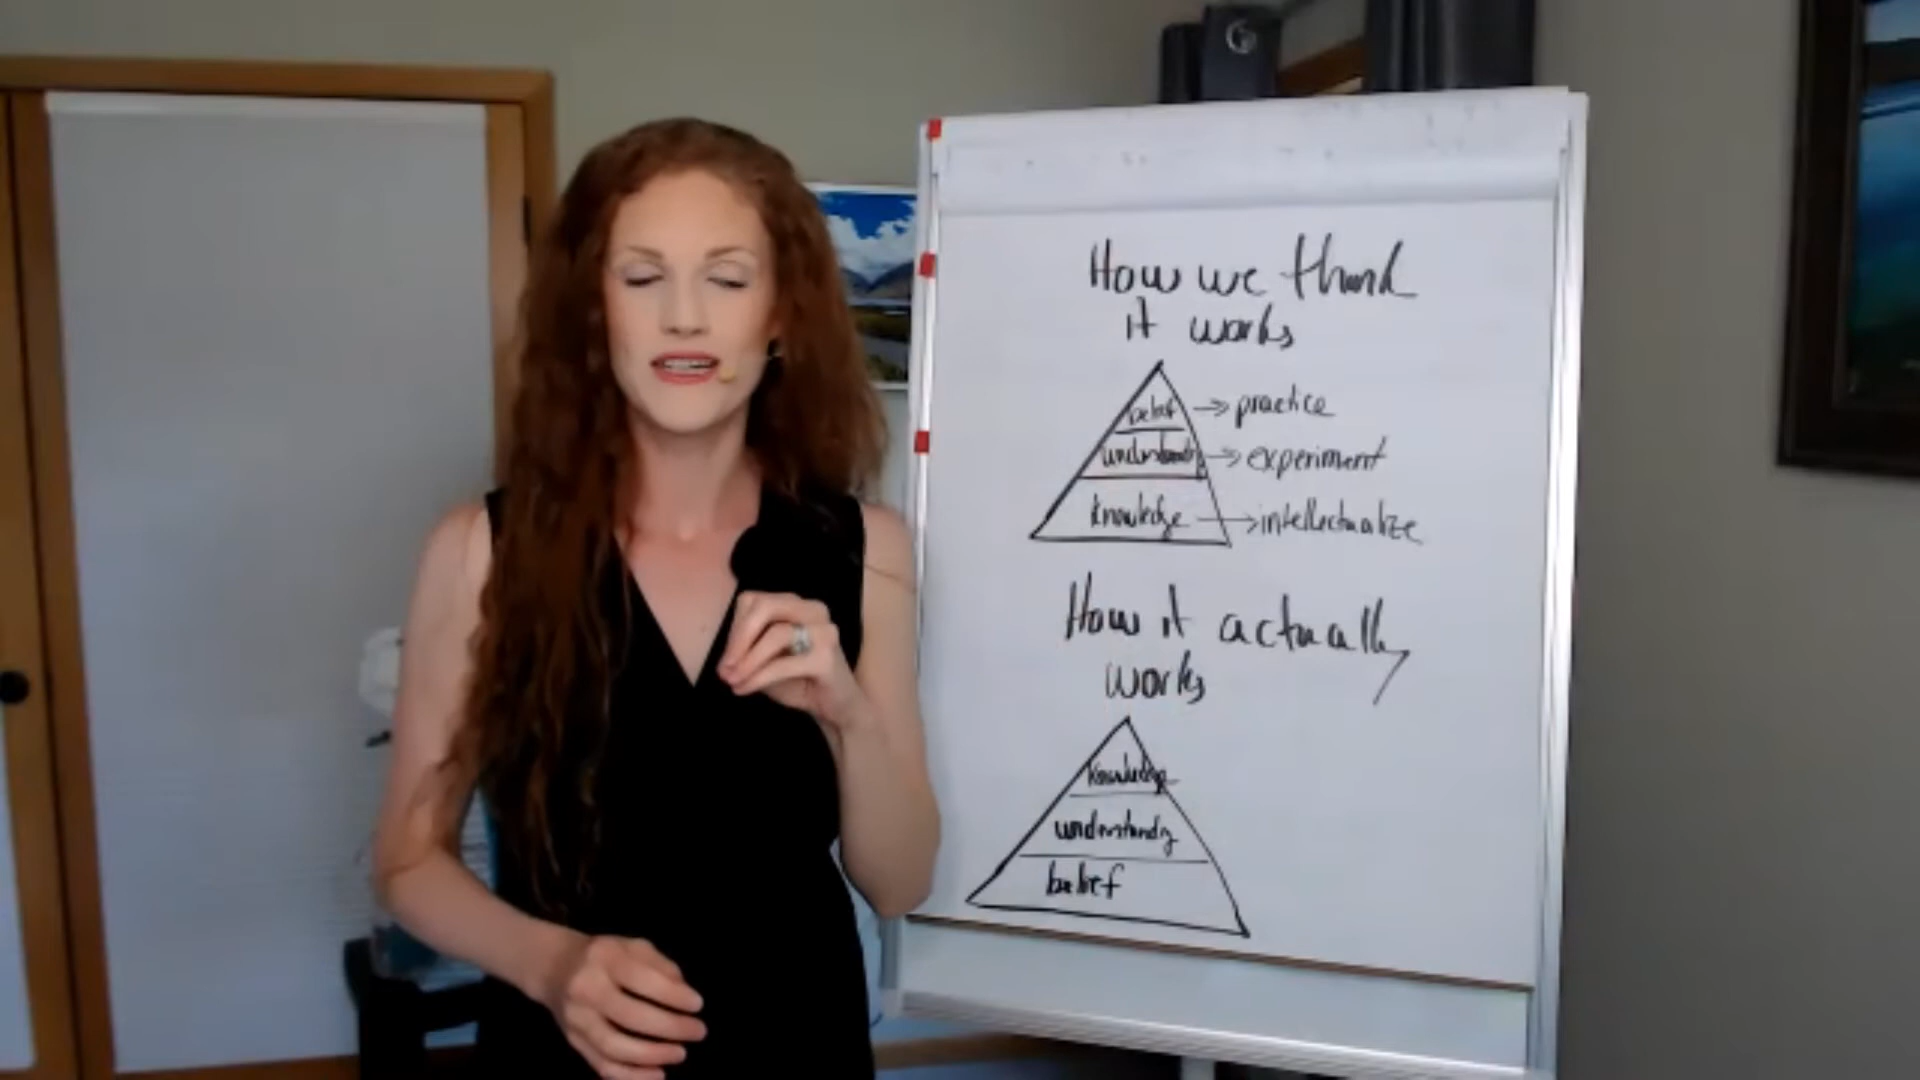 How we think
it works
belief → practice
understanding → experiment
knowledge → intellectualize
How it actually
works
knowledge
understanding
belief